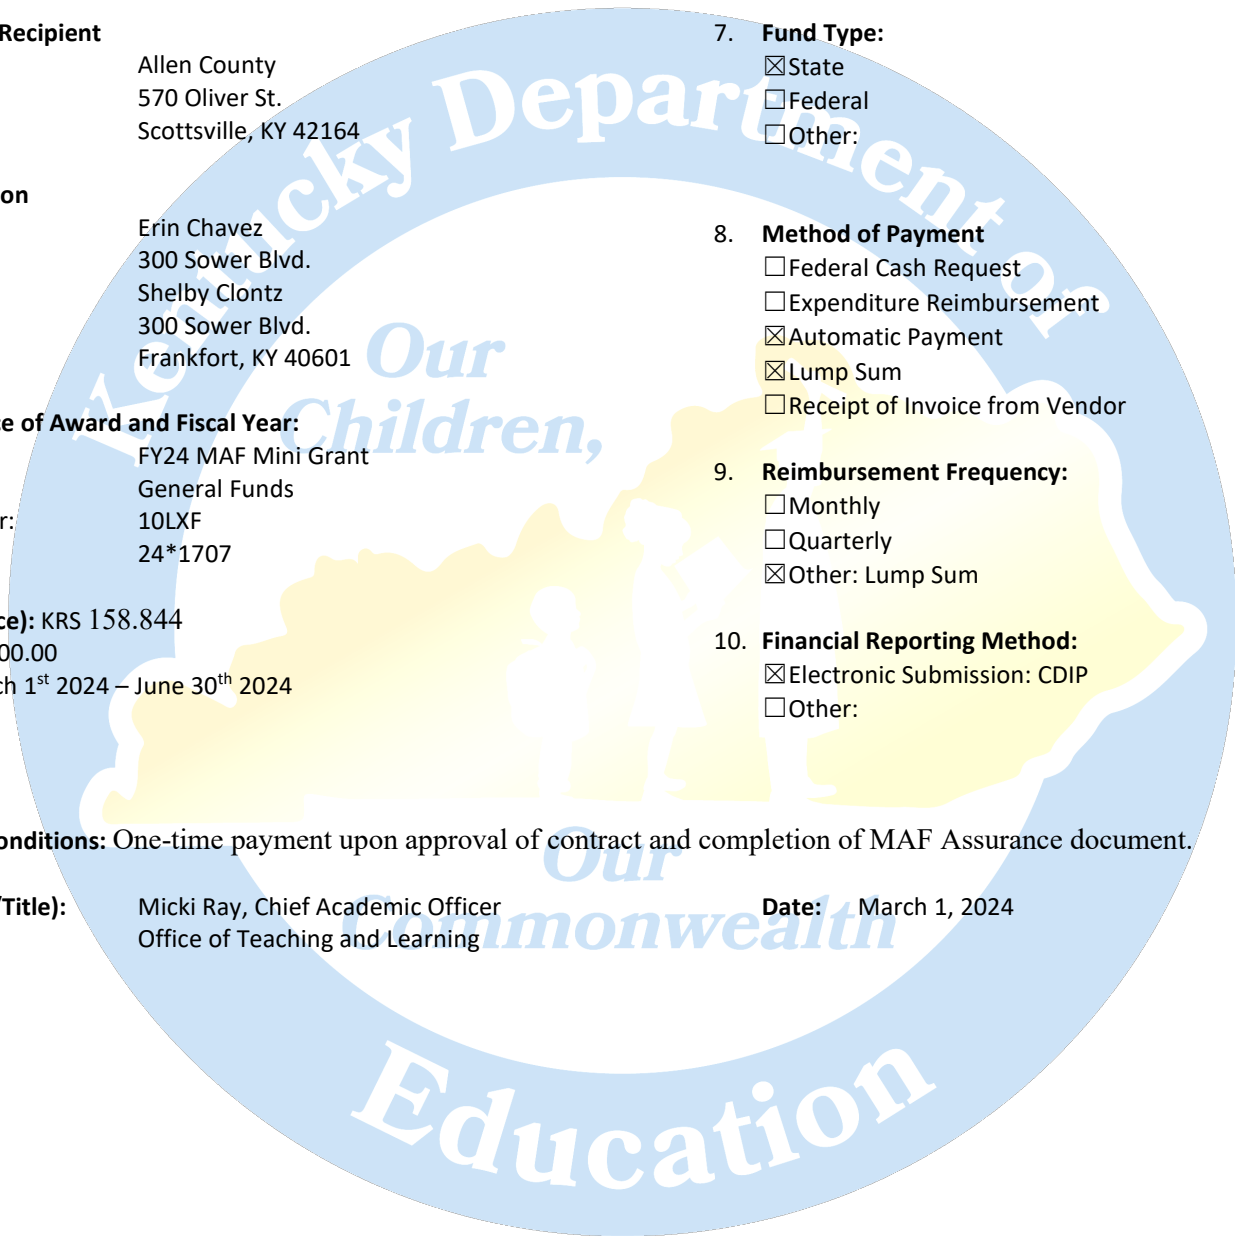 Recipient
Allen County
570 Oliver St.
Scottsville, KY 42164
on
Erin Chavez
300 Sower Blvd.
Shelby Clontz
300 Sower Blvd.
Frankfort, KY 40601
ce of Award and Fiscal Year:
FY24 MAF Mini Grant
General Funds
r: 10LXF
24*1707
ce): KRS 158.844
00.00
ch 1st 2024 – June 30th 2024
7. Fund Type:
☒State
☐Federal
☐Other:
8. Method of Payment
☐Federal Cash Request
☐Expenditure Reimbursement
☒Automatic Payment
☒Lump Sum
☐Receipt of Invoice from Vendor
9. Reimbursement Frequency:
☐Monthly
☐Quarterly
☒Other: Lump Sum
10. Financial Reporting Method:
☒Electronic Submission: CDIP
☐Other:
onditions: One-time payment upon approval of contract and completion of MAF Assurance document.
/Title): Micki Ray, Chief Academic Officer Date: March 1, 2024
Office of Teaching and Learning
Kentucky Department of
Education
Our
Children,
Our
Commonwealth